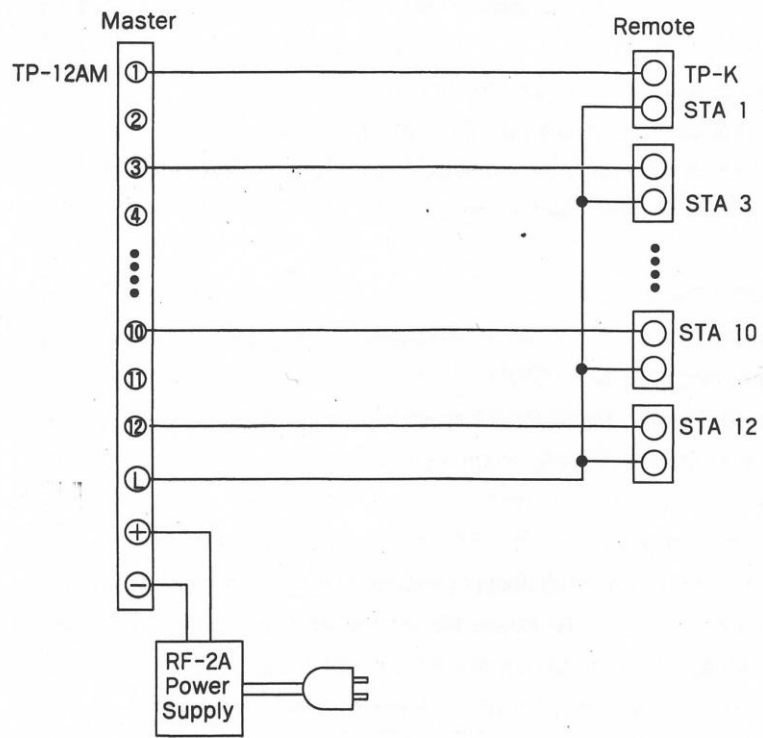 Master
Remote
TP-12AM
①
TP-K
②
STA 1
③
④
STA 3
⑩
STA 10
⑪
⑫
STA 12
L
+
−
RF-2A
Power
Supply